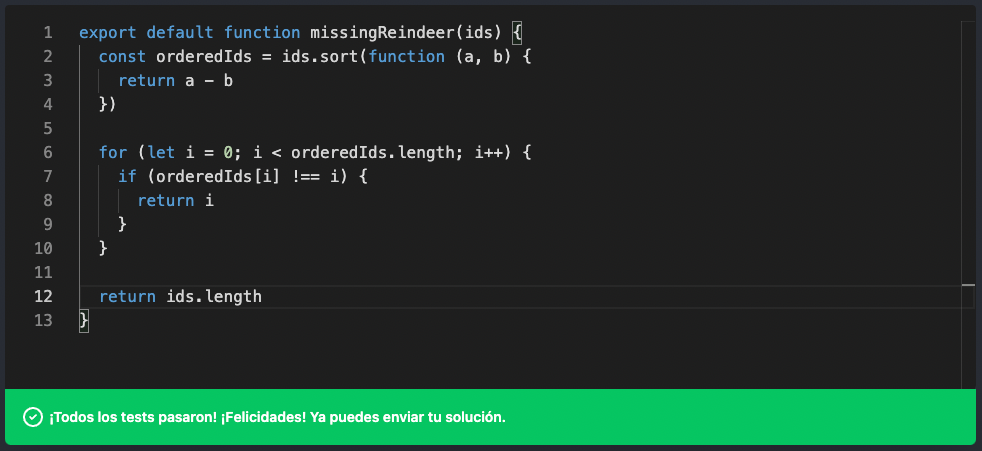 1 export default function missingReindeer(ids) {
2 const orderedIds = ids.sort(function (a, b) {
3 return a - b
4 })
5
6 for (let i = 0; i < orderedIds.length; i++) {
7 if (orderedIds[i] !== i) {
8 return i
9 }
10 }
11
12 return ids.length
13 }
¡Todos los tests pasaron! ¡Felicidades! Ya puedes enviar tu solución.